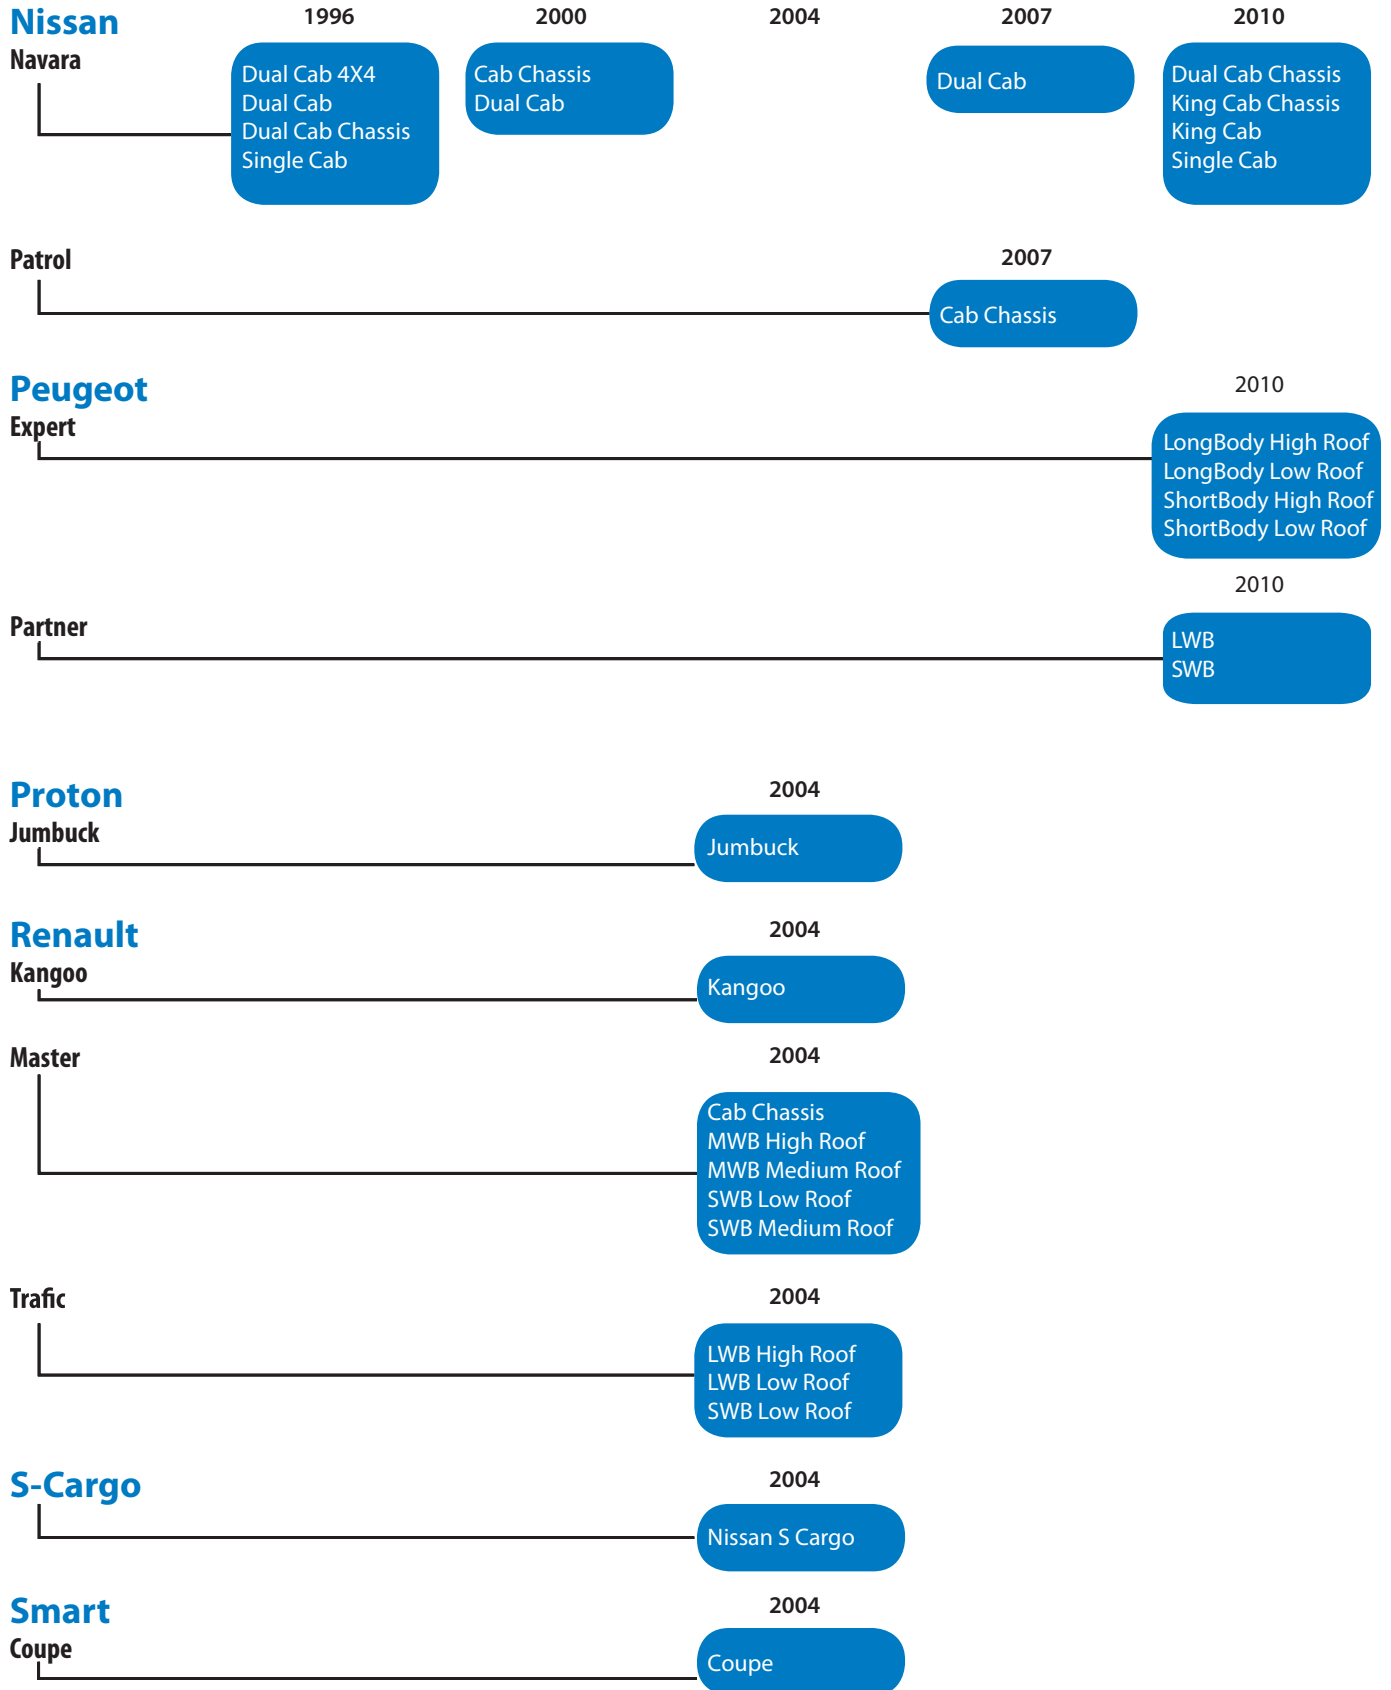 Nissan
1996
2000
2004
2007
2010
Navara
Dual Cab 4X4
Dual Cab
Dual Cab Chassis
Single Cab
Cab Chassis
Dual Cab
Dual Cab
Dual Cab Chassis
King Cab Chassis
King Cab
Single Cab
Patrol
2007
Cab Chassis
Peugeot
2010
Expert
LongBody High Roof
LongBody Low Roof
ShortBody High Roof
ShortBody Low Roof
2010
Partner
LWB
SWB
Proton
2004
Jumbuck
Jumbuck
Renault
2004
Kangoo
Kangoo
Master
2004
Cab Chassis
MWB High Roof
MWB Medium Roof
SWB Low Roof
SWB Medium Roof
Trafic
2004
LWB High Roof
LWB Low Roof
SWB Low Roof
S-Cargo
2004
Nissan S Cargo
Smart
2004
Coupe
Coupe